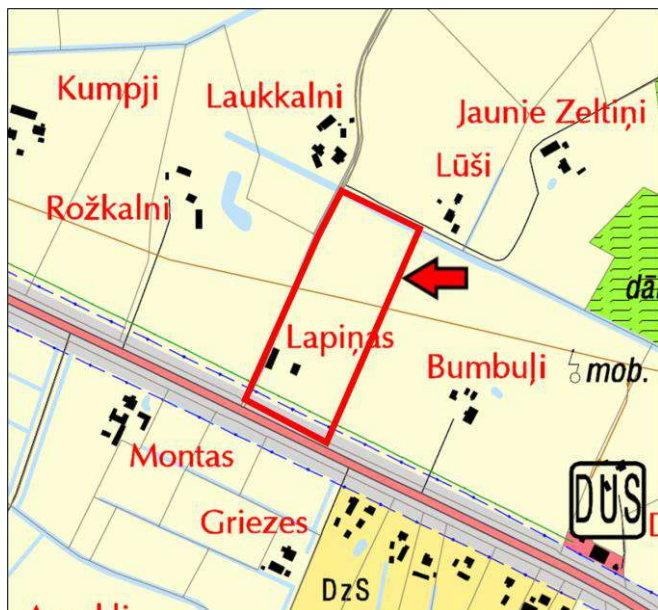 Kumpji
Laukkalni
Jaunie Zeltiņi
Lūši
Rožkalni
Lapiņas
Bumbuļi
mob.
Montas
DUS
Griezes
DzS